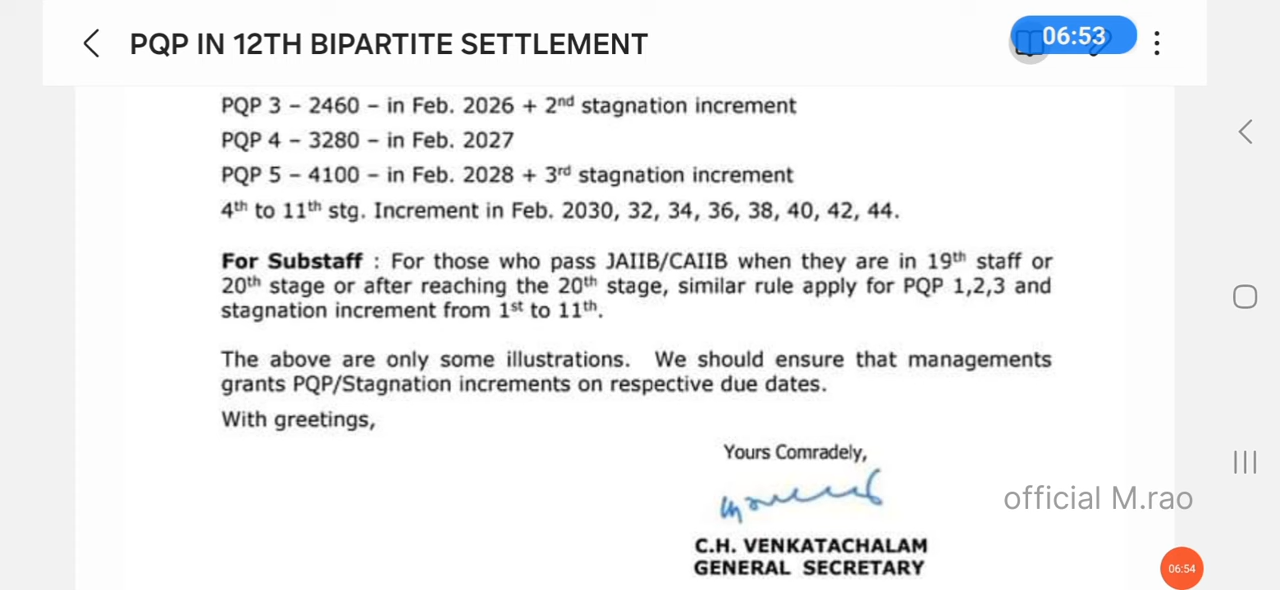 PQP IN 12TH BIPARTITE SETTLEMENT
06:53
PQP 3 – 2460 – in Feb. 2026 + 2nd stagnation increment
PQP 4 – 3280 – in Feb. 2027
PQP 5 – 4100 – in Feb. 2028 + 3rd stagnation increment
4th to 11th stg. Increment in Feb. 2030, 32, 34, 36, 38, 40, 42, 44.
For Substaff : For those who pass JAIIB/CAIIB when they are in 19th staff or
20th stage or after reaching the 20th stage, similar rule apply for PQP 1,2,3 and
stagnation increment from 1st to 11th.
The above are only some illustrations. We should ensure that managements
grants PQP/Stagnation increments on respective due dates.
With greetings,
Yours Comradely,
official M.rao
C.H. VENKATACHALAM
GENERAL SECRETARY
06:54